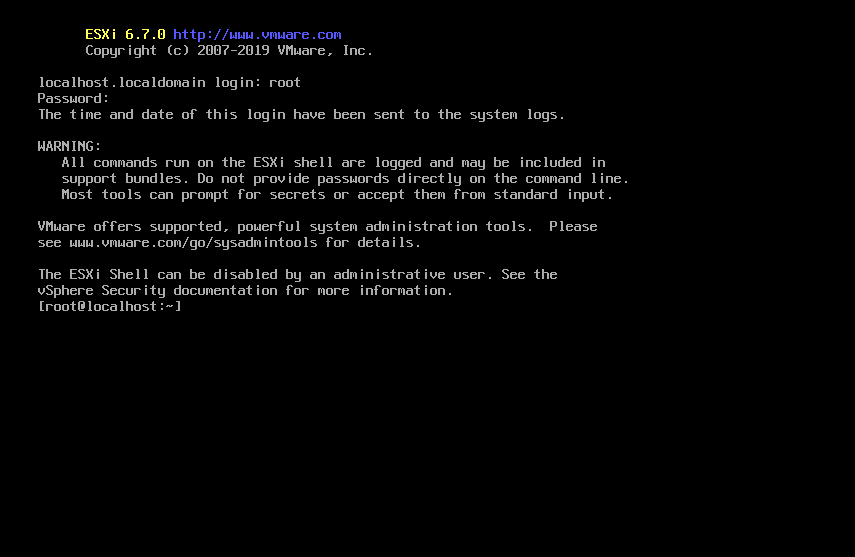 ESXi 6.7.0 http://www.vmware.com
Copyright (c) 2007-2019 VMware, Inc.
localhost.localdomain login: root
Password:
The time and date of this login have been sent to the system logs.
WARNING:
All commands run on the ESXi shell are logged and may be included in
support bundles. Do not provide passwords directly on the command line.
Most tools can prompt for secrets or accept them from standard input.
VMware offers supported, powerful system administration tools.  Please
see www.vmware.com/go/sysadmintools for details.
The ESXi Shell can be disabled by an administrative user. See the
vSphere Security documentation for more information.
[root@localhost:~]